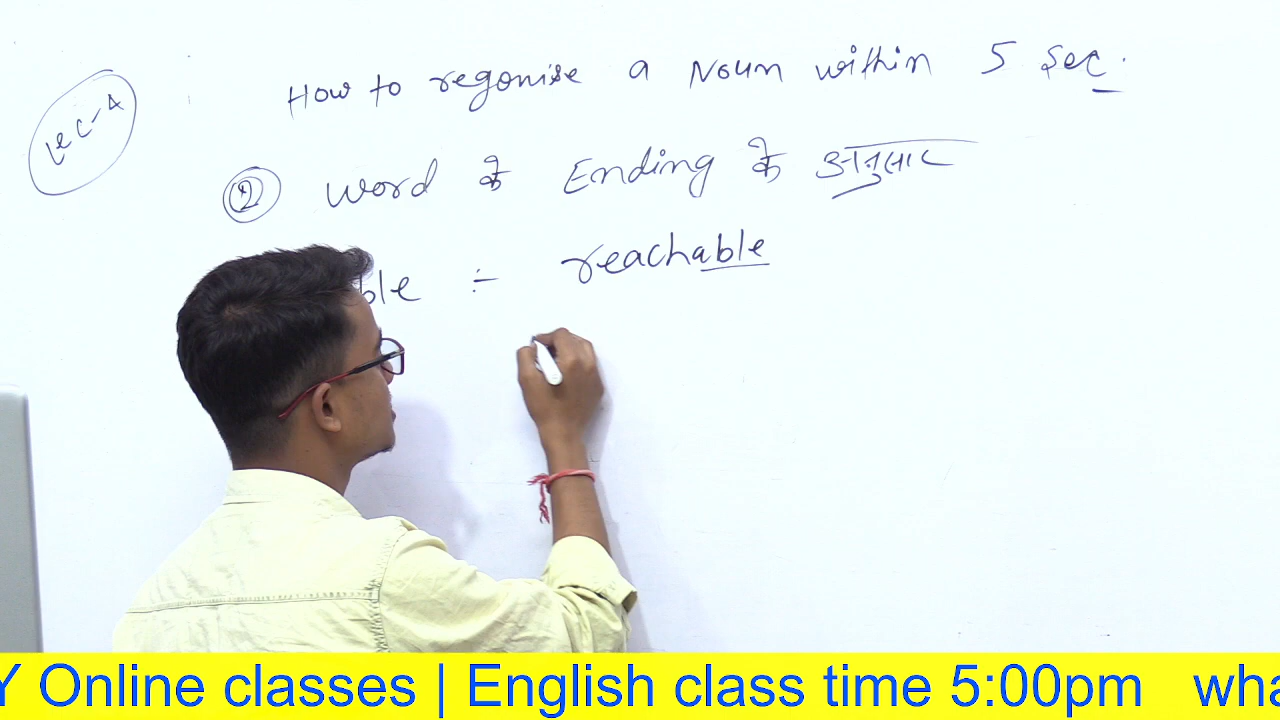 Lec-4
How to regonise a Noun within 5 Sec.
② Word के Ending के अनुसार
ble :- reachable
Y Online classes | English class time 5:00pm wha